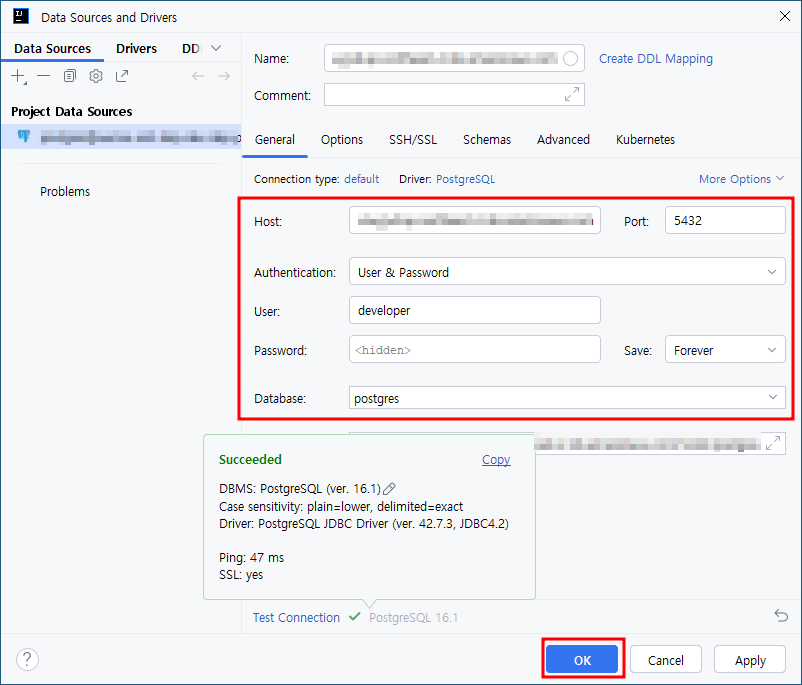 Data Sources and Drivers
Data Sources Drivers DD
Name: Create DDL Mapping
Comment:
Project Data Sources
Problems
General Options SSH/SSL Schemas Advanced Kubernetes
Connection type: default Driver: PostgreSQL More Options
Host: Port: 5432
Authentication: User & Password
User: developer
Password: <hidden> Save: Forever
Database: postgres
Succeeded Copy
DBMS: PostgreSQL (ver. 16.1)
Case sensitivity: plain=lower, delimited=exact
Driver: PostgreSQL JDBC Driver (ver. 42.7.3, JDBC4.2)
Ping: 47 ms
SSL: yes
Test Connection PostgreSQL 16.1
? OK Cancel Apply